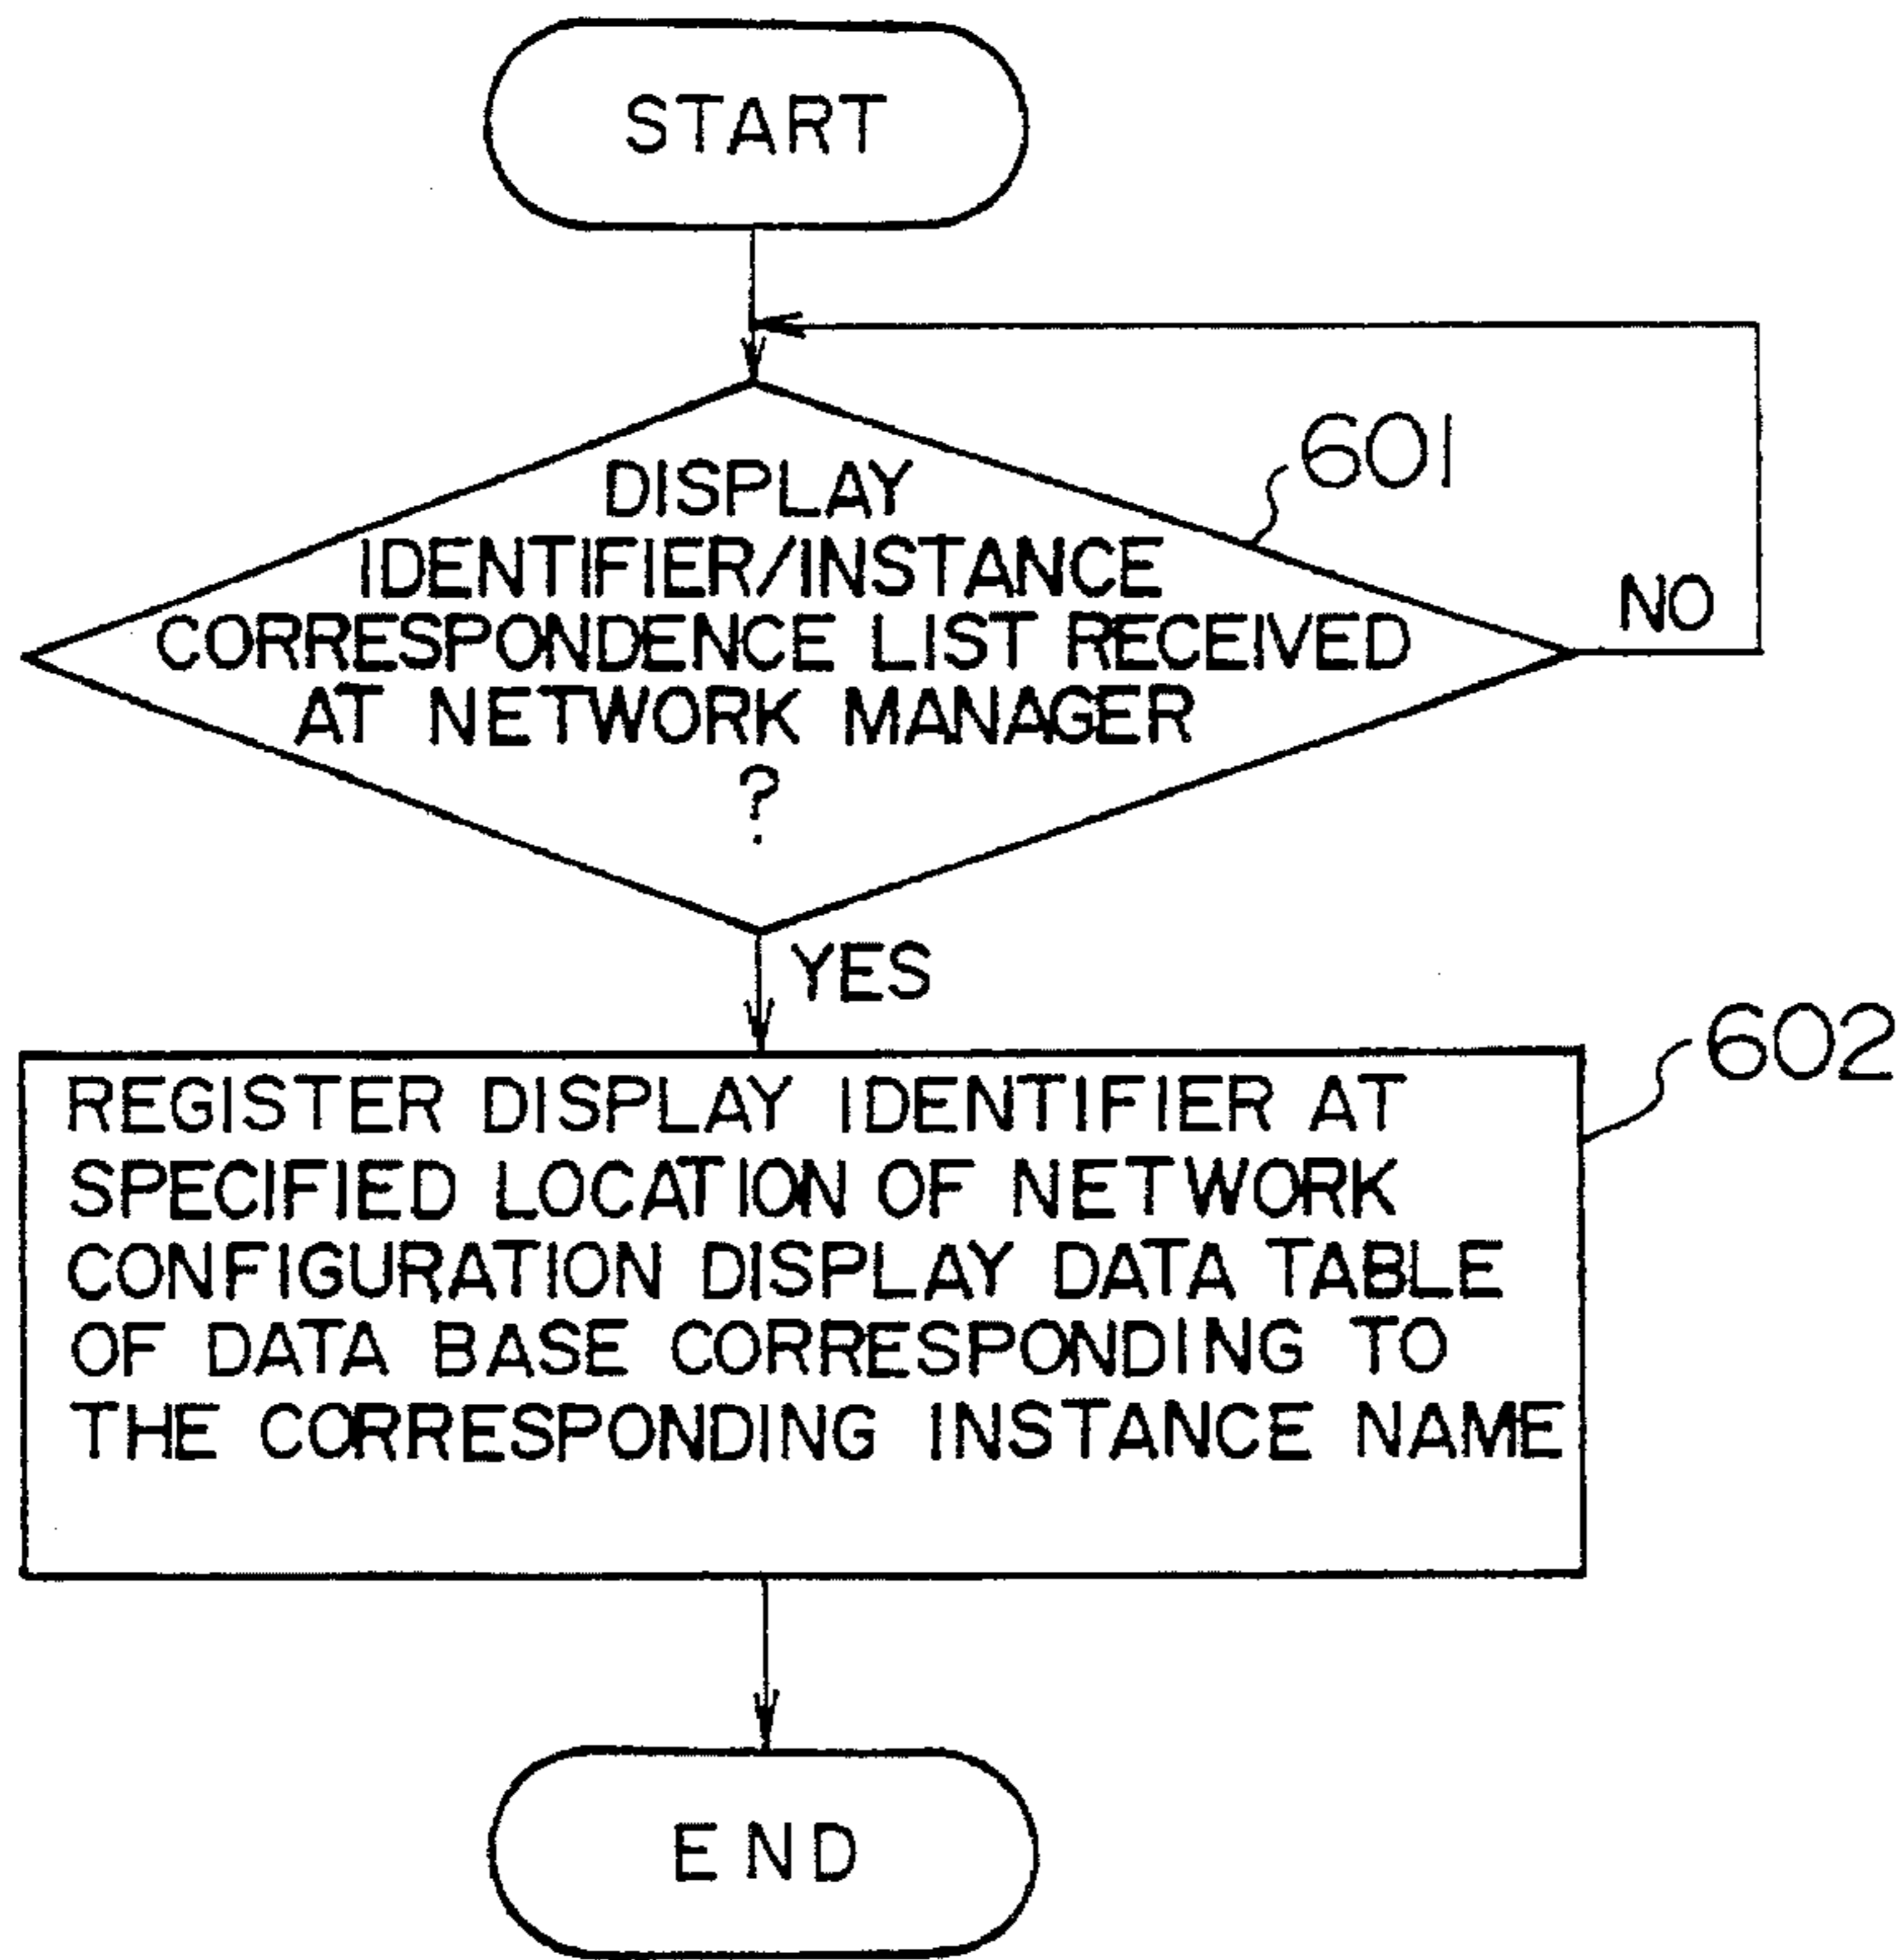 START
DISPLAY
IDENTIFIER/INSTANCE
CORRESPONDENCE LIST RECEIVED
AT NETWORK MANAGER
?
601
NO
YES
602
REGISTER DISPLAY IDENTIFIER AT
SPECIFIED LOCATION OF NETWORK
CONFIGURATION DISPLAY DATA TABLE
OF DATA BASE CORRESPONDING TO
THE CORRESPONDING INSTANCE NAME
END